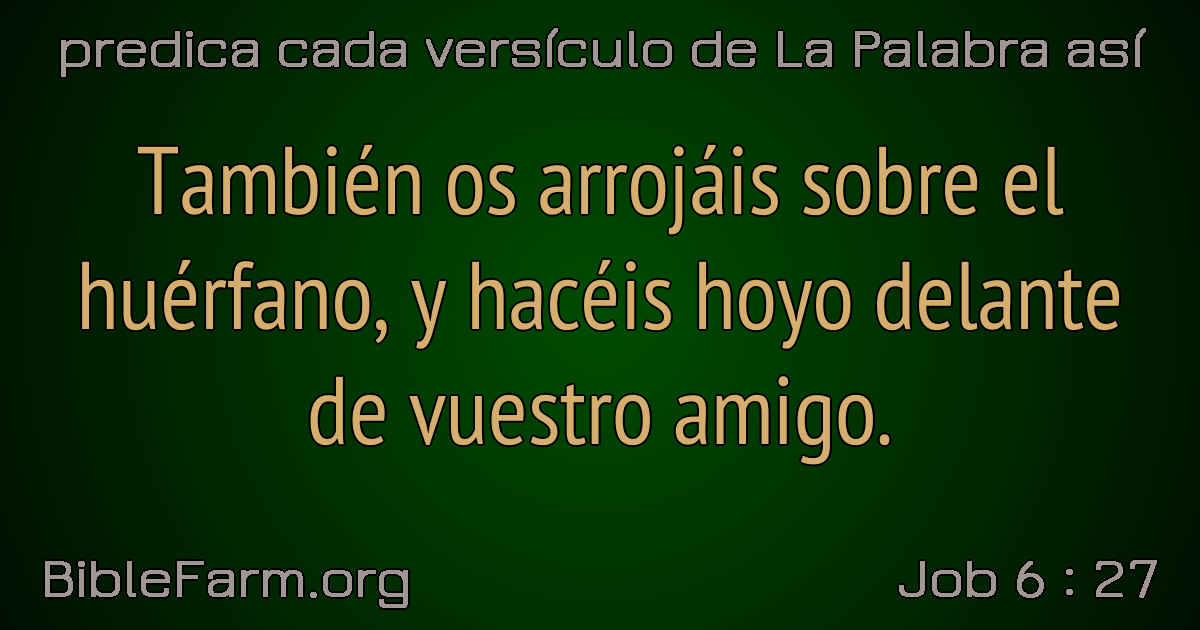 predica cada versículo de La Palabra así
También os arrojáis sobre el
huérfano, y hacéis hoyo delante
de vuestro amigo.
BibleFarm.org
Job 6 : 27